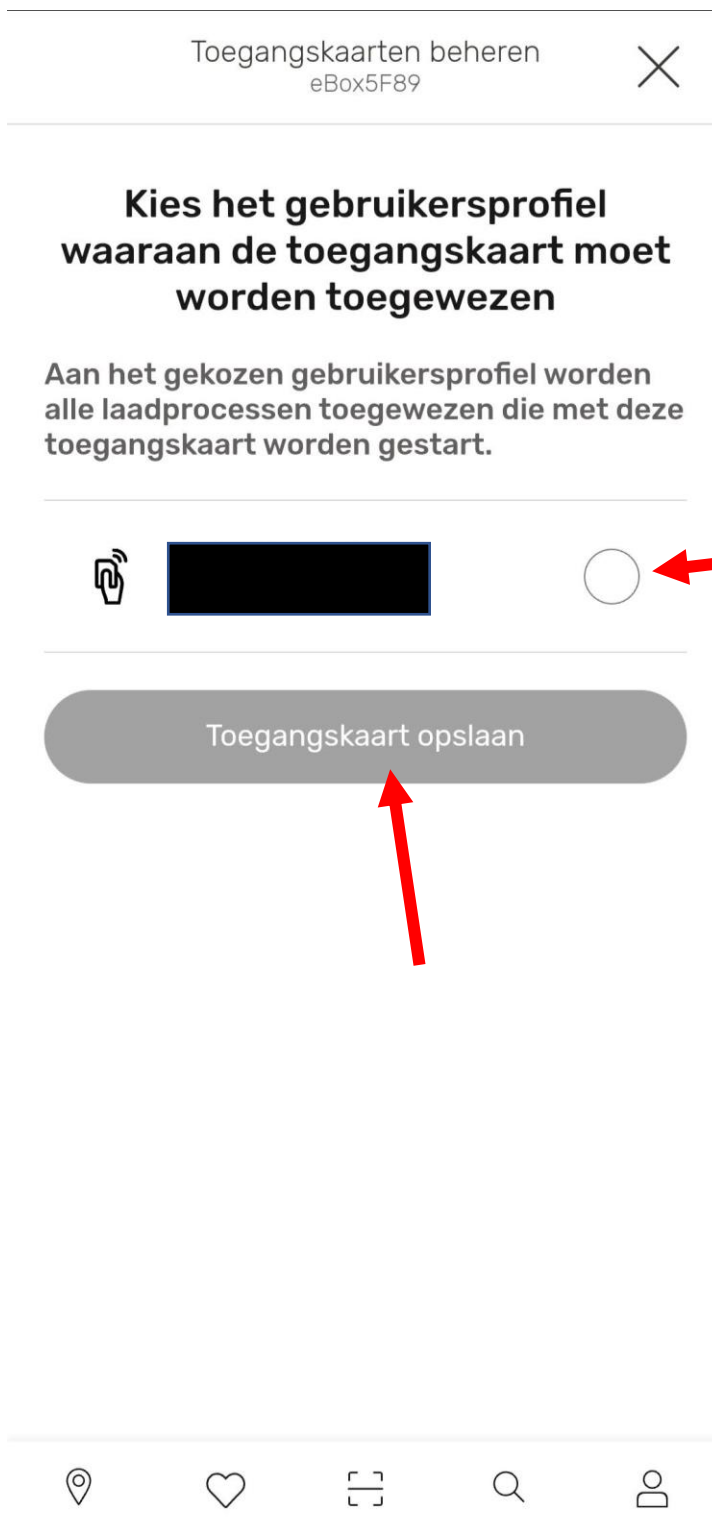 Toegangskaarten beheren
eBox5F89
Kies het gebruikersprofiel
waaraan de toegangskaart moet
worden toegewezen
Aan het gekozen gebruikersprofiel worden
alle laadprocessen toegewezen die met deze
toegangskaart worden gestart.
Toegangskaart opslaan